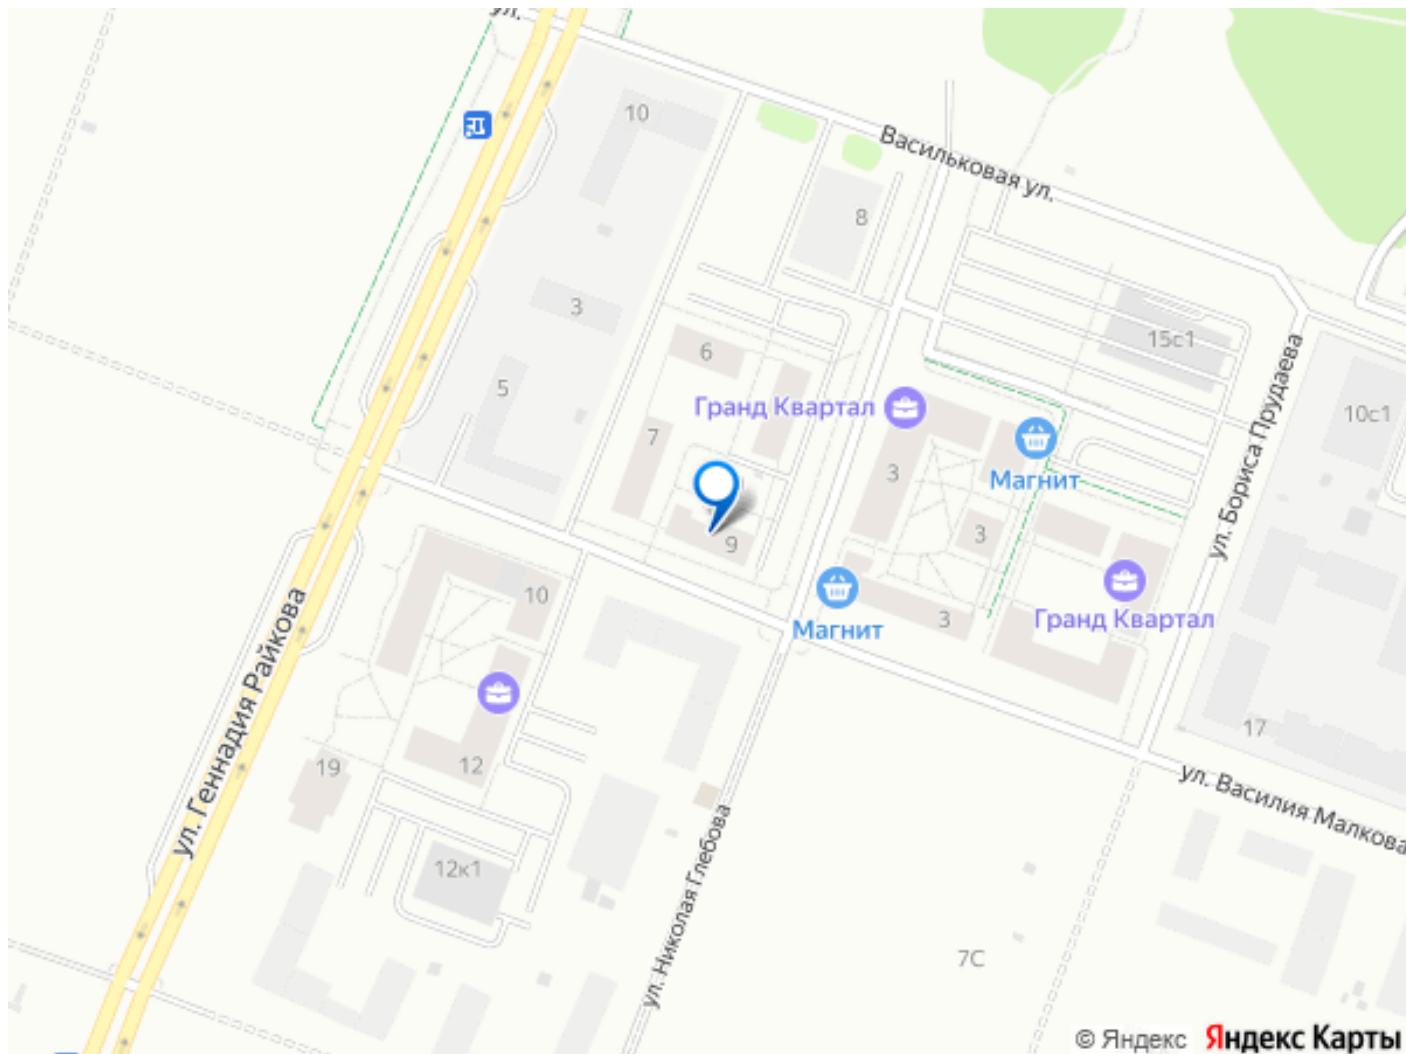 ул.
10
Васильковая ул.
8
3
15с1
6
5
Гранд Квартал
10с1
7
3
Магнит
ул. Бориса Прудаева
9
3
10
Магнит
3
Гранд Квартал
ул. Геннадия Райкова
17
12
19
ул. Василия Малкова
12к1
ул. Николая Глебова
7С
© Яндекс Яндекс Карты